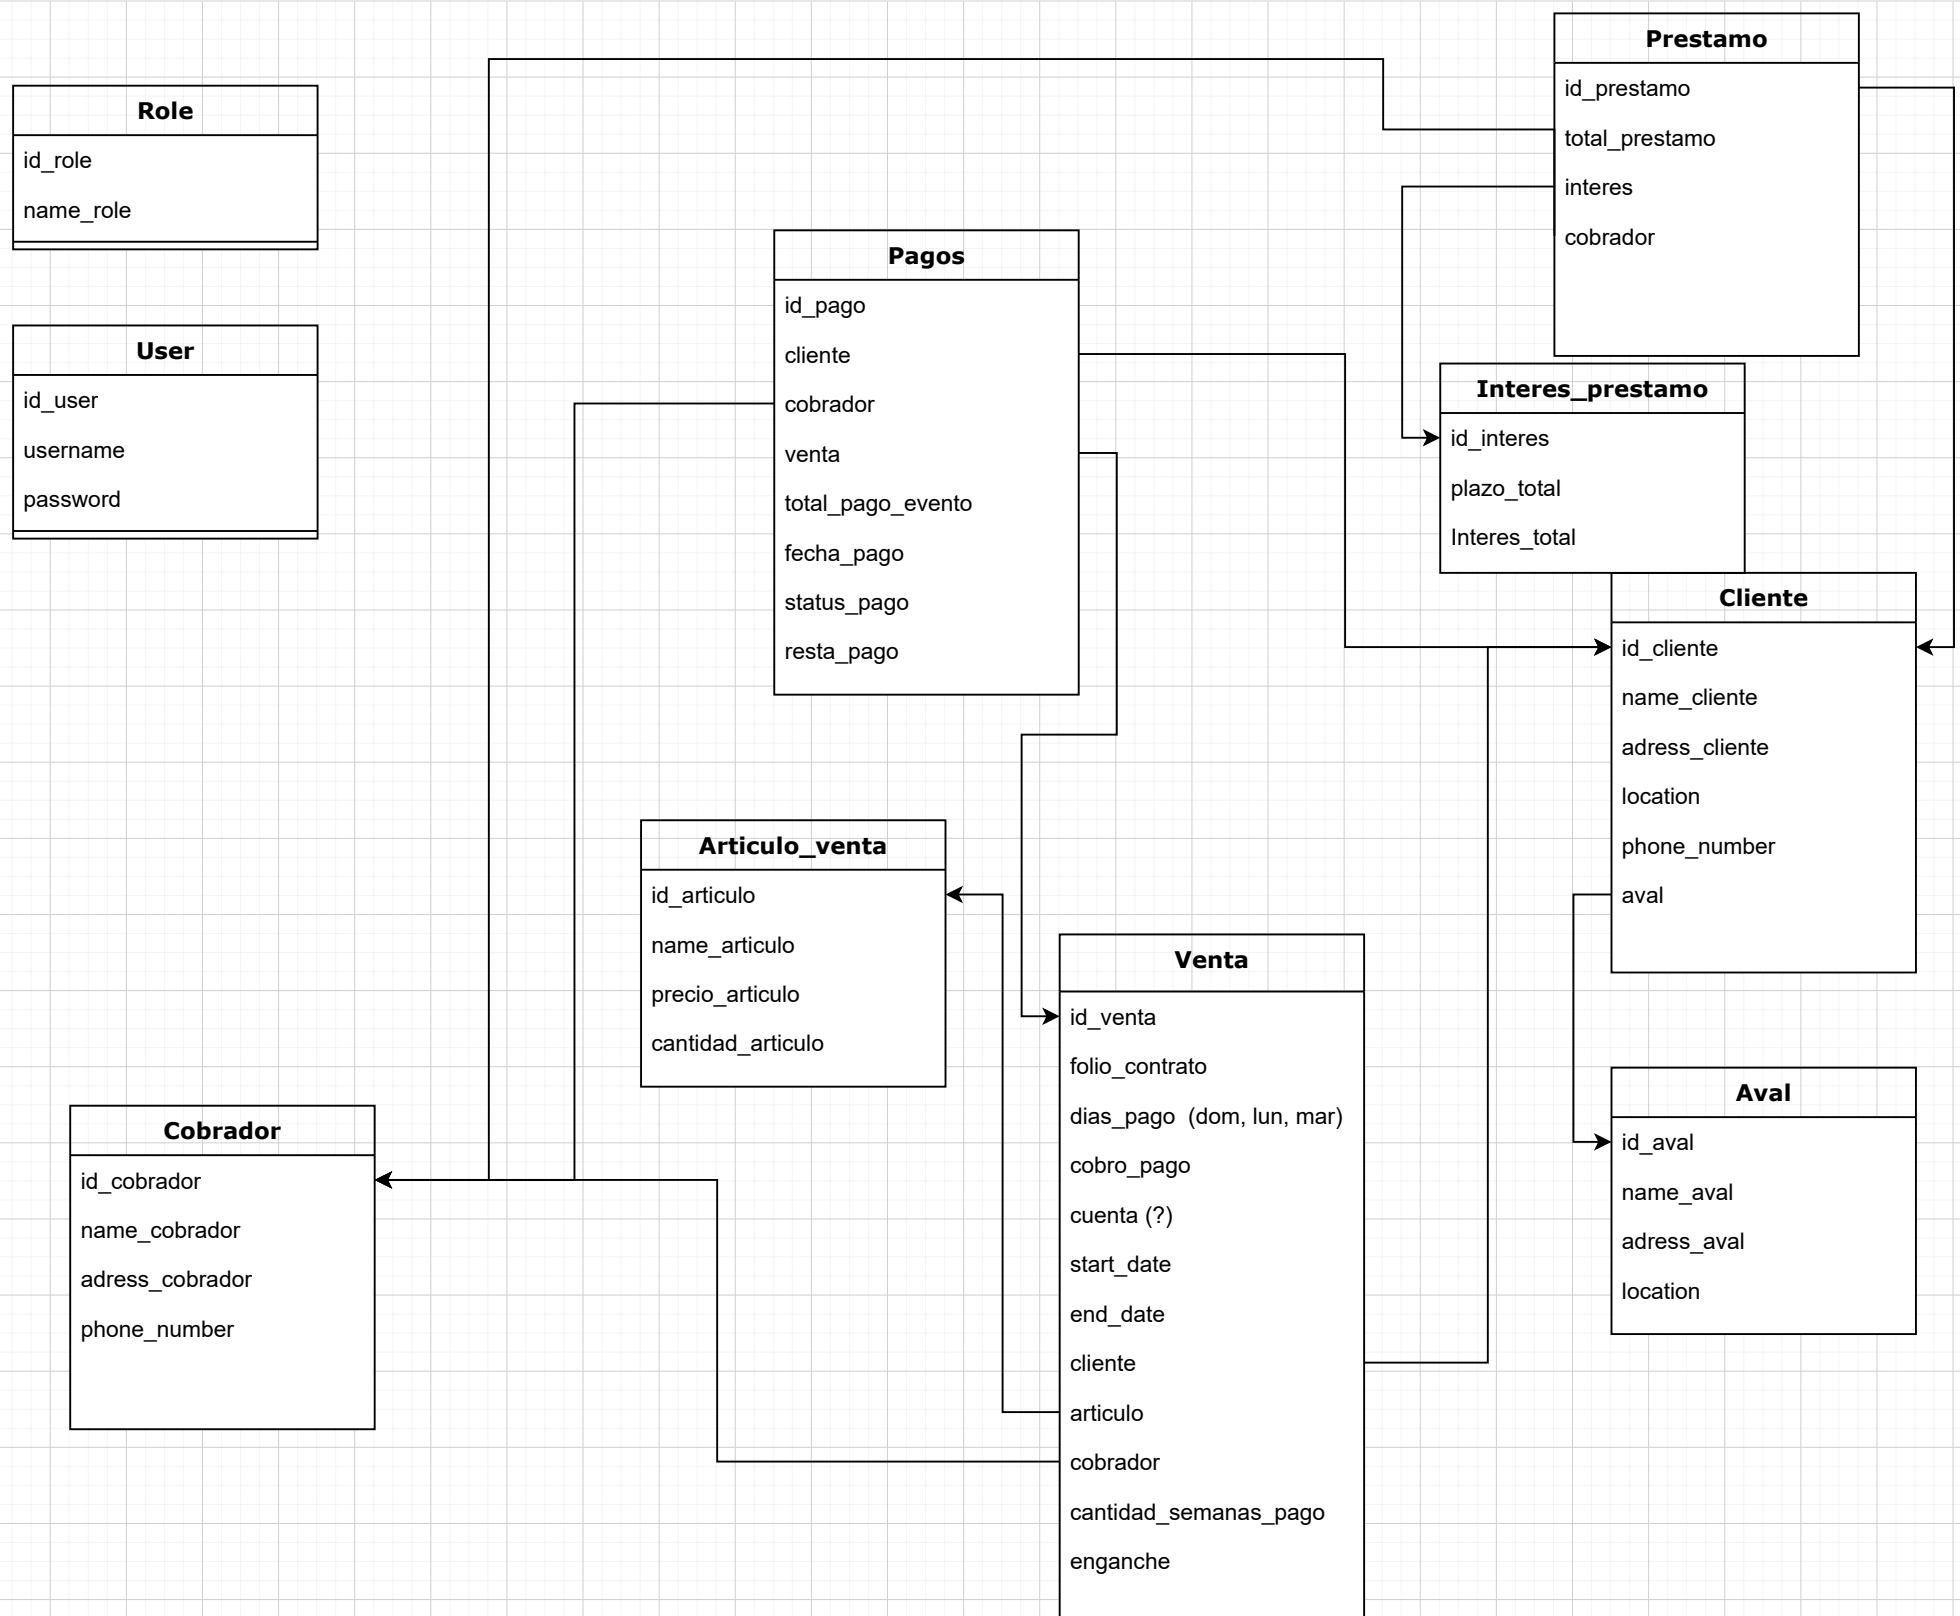 Prestamo
id_prestamo
total_prestamo
interes
cobrador
Role
id_role
name_role
Pagos
id_pago
cliente
cobrador
venta
total_pago_evento
fecha_pago
status_pago
resta_pago
User
id_user
username
password
Interes_prestamo
id_interes
plazo_total
Interes_total
Cliente
id_cliente
name_cliente
adress_cliente
location
phone_number
aval
Articulo_venta
id_articulo
name_articulo
precio_articulo
cantidad_articulo
Venta
id_venta
folio_contrato
dias_pago  (dom, lun, mar)
cobro_pago
cuenta (?)
start_date
end_date
cliente
articulo
cobrador
cantidad_semanas_pago
enganche
Aval
id_aval
name_aval
adress_aval
location
Cobrador
id_cobrador
name_cobrador
adress_cobrador
phone_number